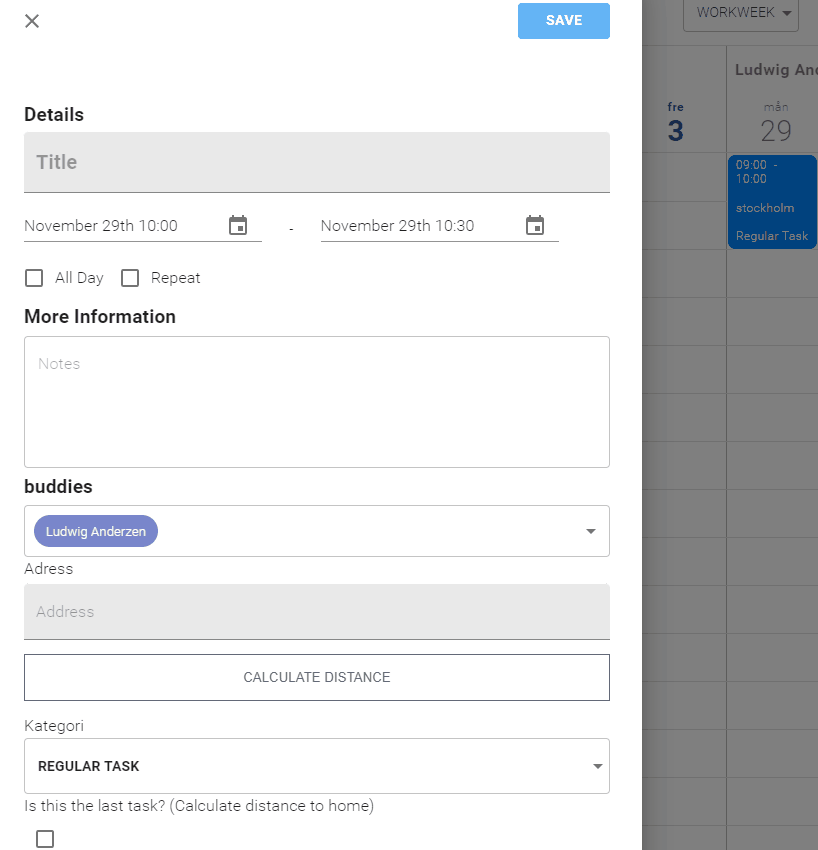 SAVE
WORKWEEK
Details
Title
November 29th 10:00 - November 29th 10:30
All Day Repeat
More Information
Notes
buddies
Ludwig Anderzen
Adress
Address
CALCULATE DISTANCE
Kategori
REGULAR TASK
Is this the last task? (Calculate distance to home)
Ludwig And
fre
3
mån
29
09:00 -
10:00
stockholm
Regular Task